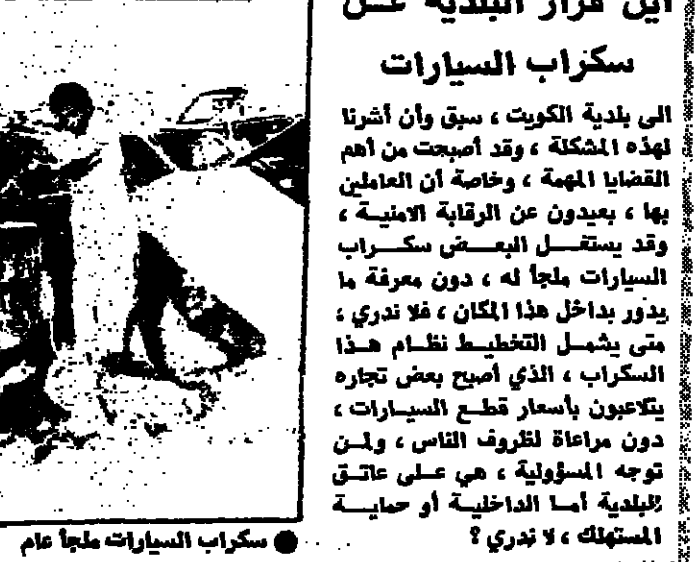 اين قرار البلدية عن
سكراب السيارات
الى بلدية الكويت ، سبق وأن أشرنا
لهذه المشكلة ، وقد أصبحت من أهم
القضايا المهمة ، وخاصة أن العاملين
بها ، بعيدون عن الرقابة الامنية ،
وقد يستغل البعض سكراب
السيارات ملجأ له ، دون معرفة ما
يدور بداخل هذا المكان ، فلا ندري ،
متى يشمل التخطيط نظام هذا
السكراب ، الذي أصبح بعض تجاره
يتلاعبون بأسعار قطع السيارات ،
دون مراعاة لظروف الناس ، ولمن
توجه المسؤولية ، هي على عاتق
البلدية أما الداخلية أو حماية
المستهلك ، لا ندري ؟
سكراب السيارات ملجأ عام